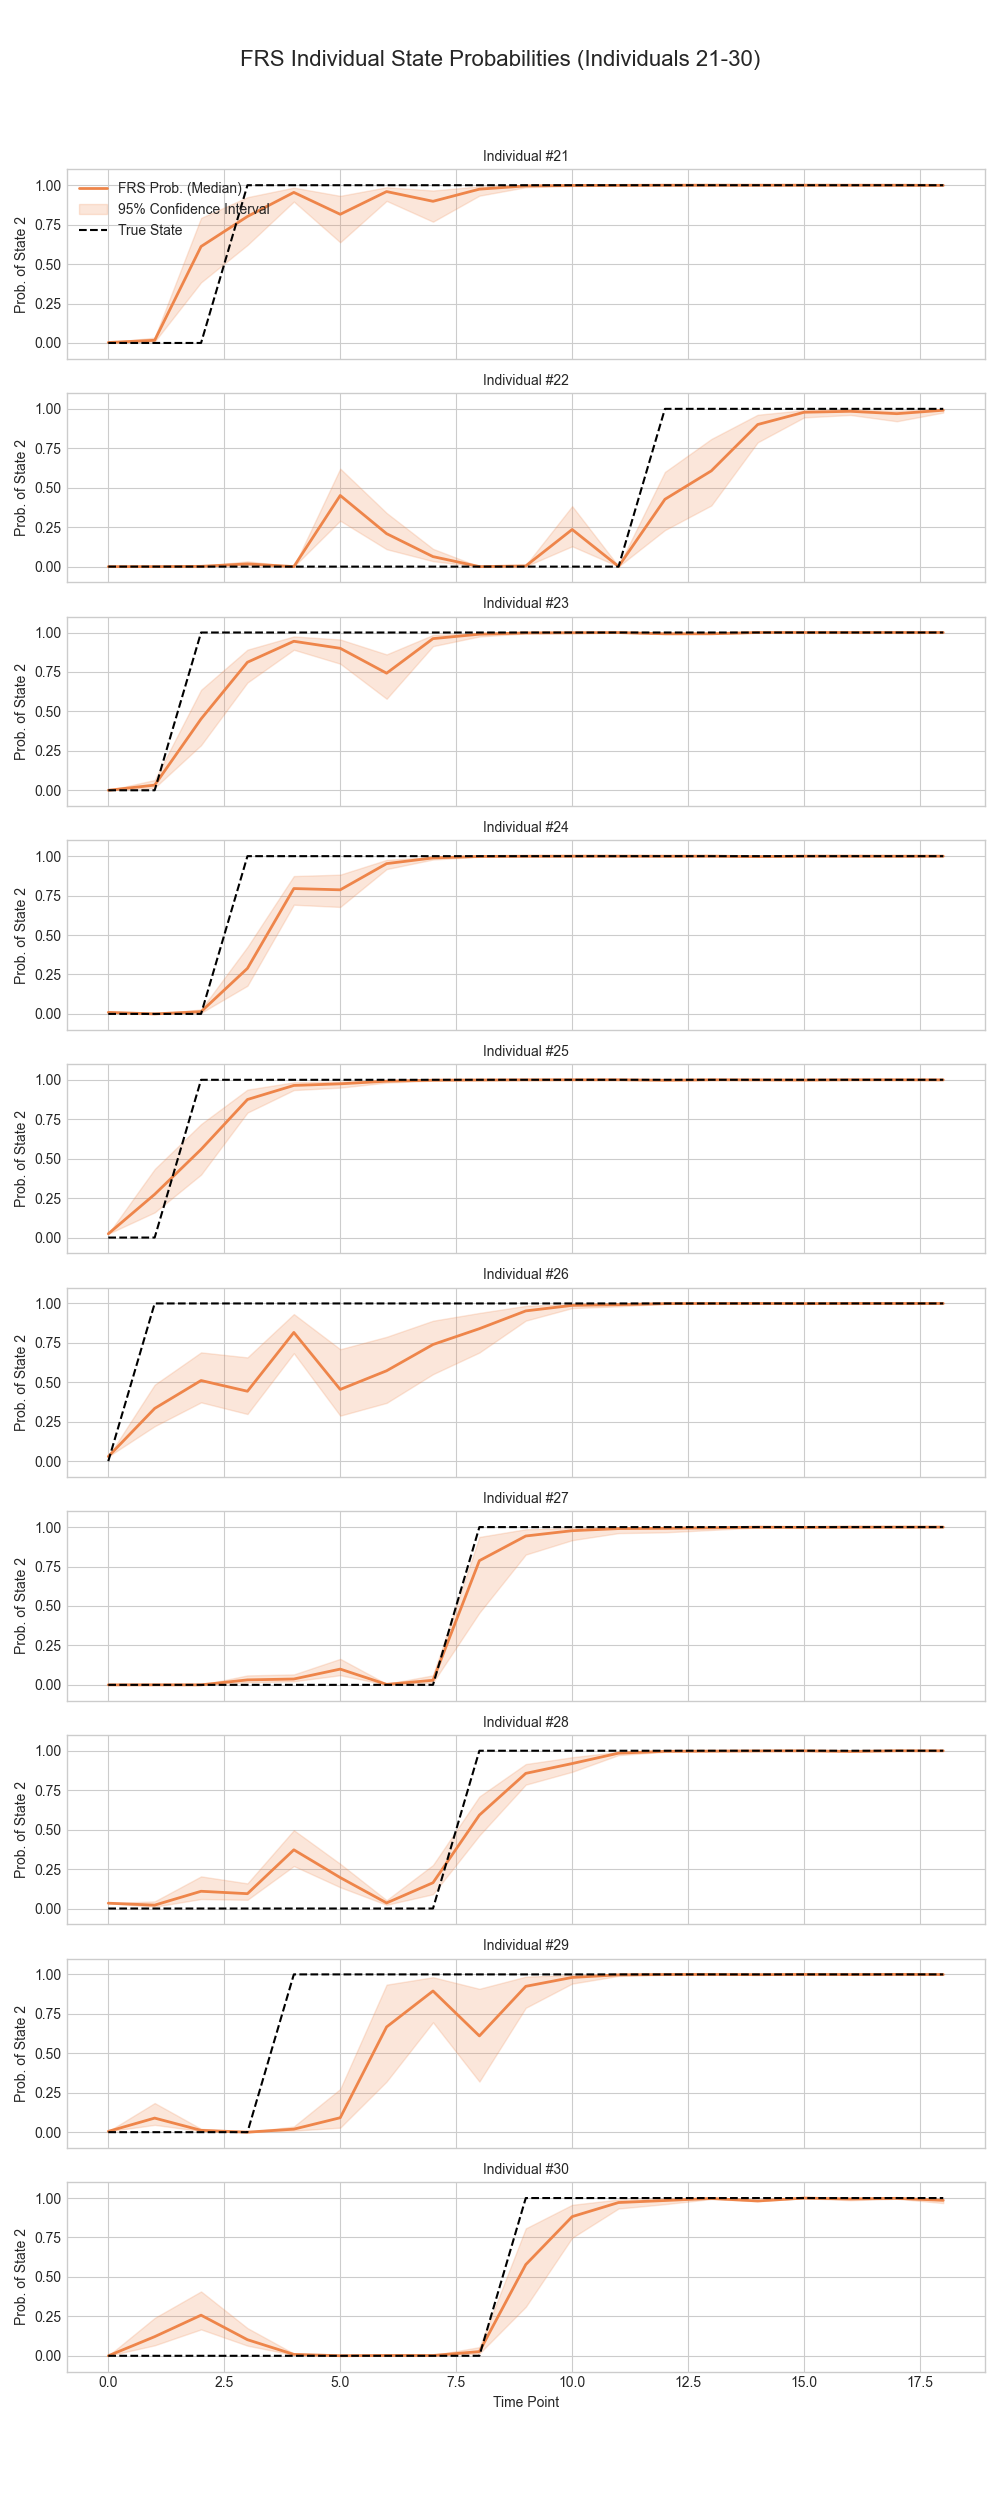 FRS Individual State Probabilities (Individuals 21-30)
Individual #21
1.00
0.75
0.50
0.25
0.00
Prob. of State 2
FRS Prob. (Median)
95% Confidence Interval
True State
Individual #22
1.00
0.75
0.50
0.25
0.00
Prob. of State 2
Individual #23
1.00
0.75
0.50
0.25
0.00
Prob. of State 2
Individual #24
1.00
0.75
0.50
0.25
0.00
Prob. of State 2
Individual #25
1.00
0.75
0.50
0.25
0.00
Prob. of State 2
Individual #26
1.00
0.75
0.50
0.25
0.00
Prob. of State 2
Individual #27
1.00
0.75
0.50
0.25
0.00
Prob. of State 2
Individual #28
1.00
0.75
0.50
0.25
0.00
Prob. of State 2
Individual #29
1.00
0.75
0.50
0.25
0.00
Prob. of State 2
Individual #30
1.00
0.75
0.50
0.25
0.00
Prob. of State 2
0.0 2.5 5.0 7.5 10.0 12.5 15.0 17.5
Time Point